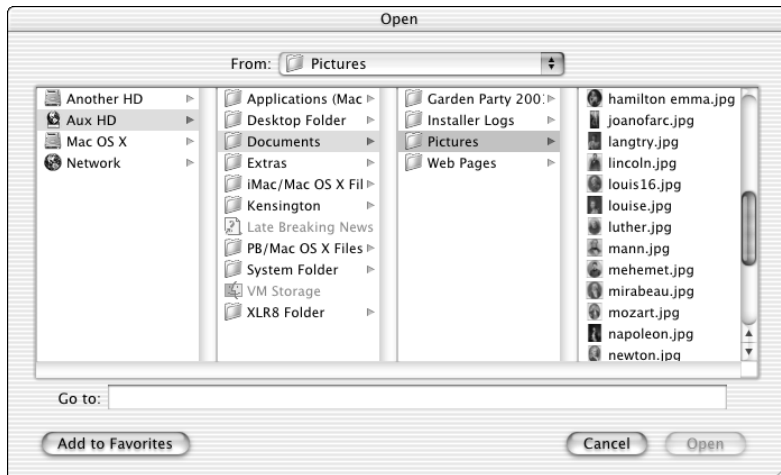 Open
From: Pictures
Another HD
Aux HD
Mac OS X
Network
Applications (Mac
Desktop Folder
Documents
Extras
iMac/Mac OS X Fil
Kensington
Late Breaking News
PB/Mac OS X Files
System Folder
VM Storage
XLR8 Folder
Garden Party 200
Installer Logs
Pictures
Web Pages
hamilton emma.jpg
joanofarc.jpg
langtry.jpg
lincoln.jpg
louis16.jpg
louise.jpg
luther.jpg
mann.jpg
mehemet.jpg
mirabeau.jpg
mozart.jpg
napoleon.jpg
newton.jpg
Go to:
Add to Favorites
Cancel
Open